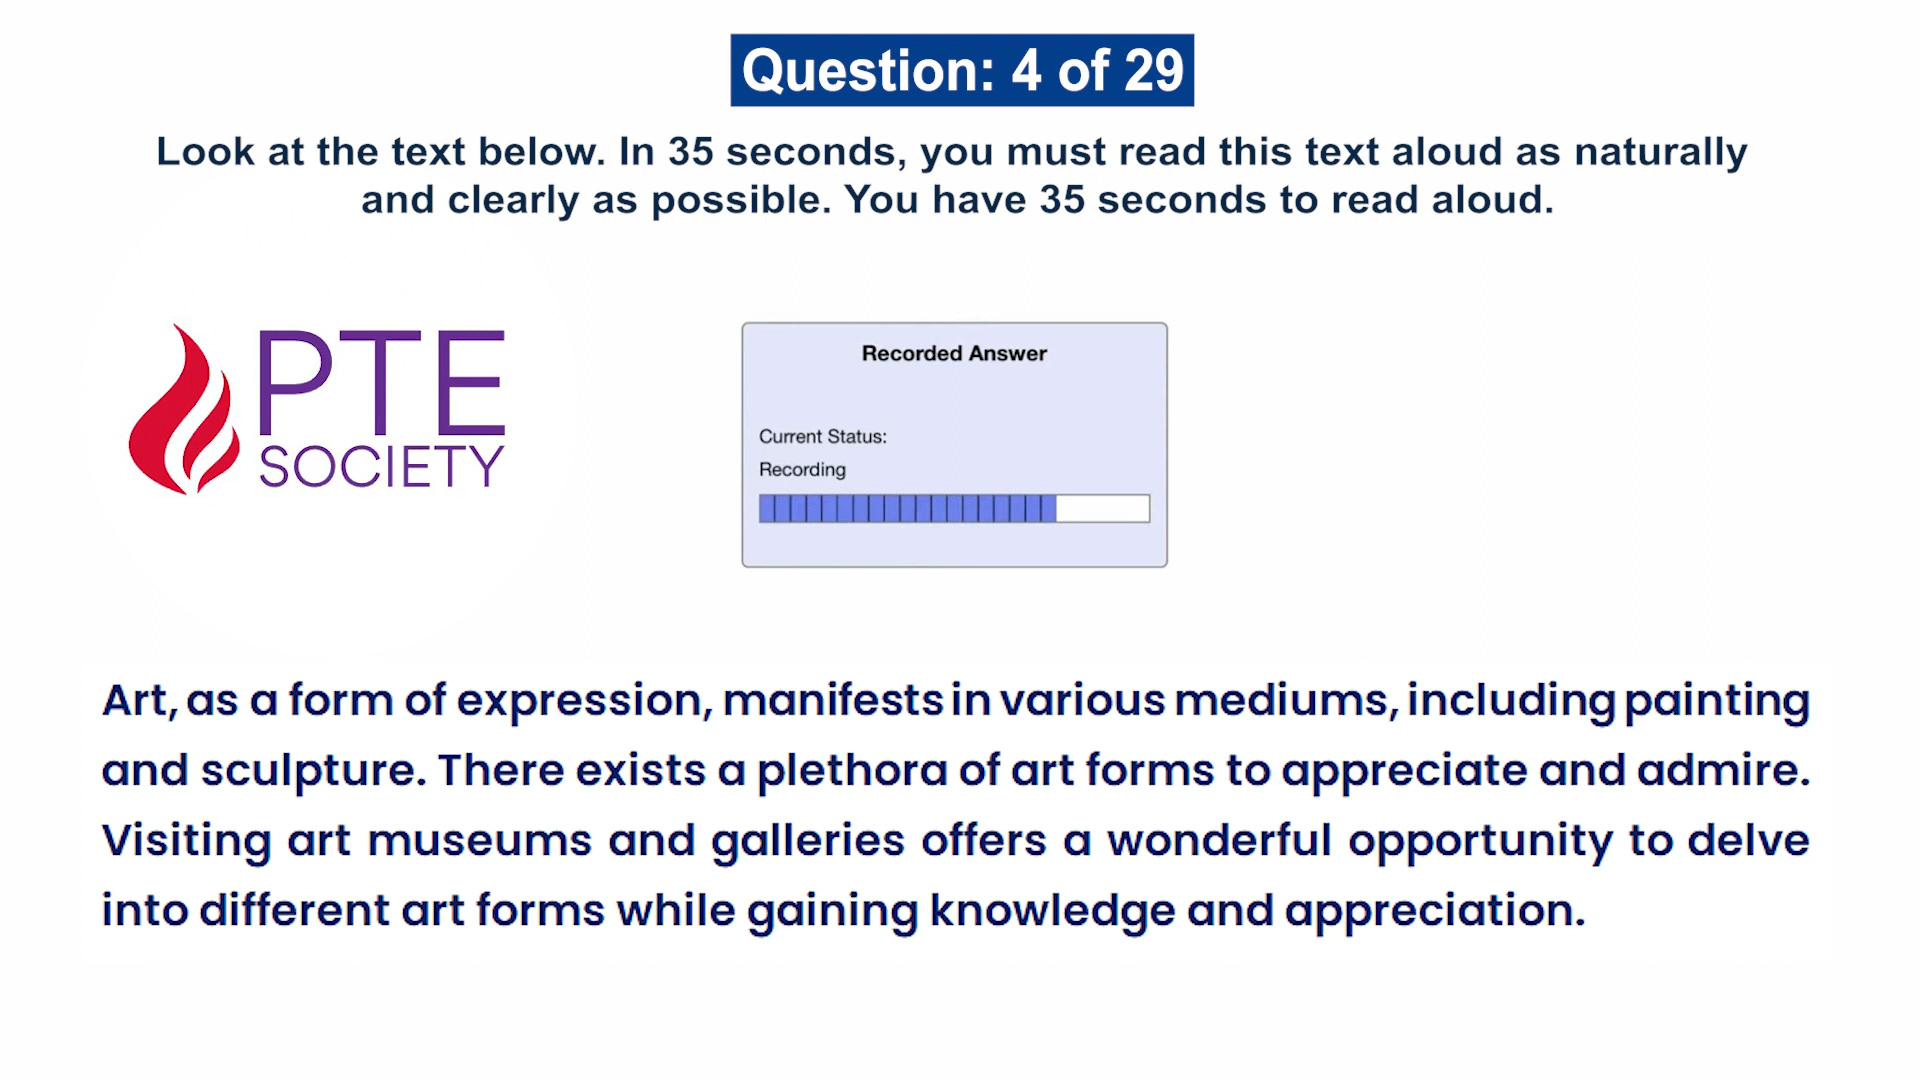 Question: 4 of 29
Look at the text below. In 35 seconds, you must read this text aloud as naturally
and clearly as possible. You have 35 seconds to read aloud.
PTE
SOCIETY
Recorded Answer
Current Status:
Recording
Art, as a form of expression, manifests in various mediums, including painting
and sculpture. There exists a plethora of art forms to appreciate and admire.
Visiting art museums and galleries offers a wonderful opportunity to delve
into different art forms while gaining knowledge and appreciation.